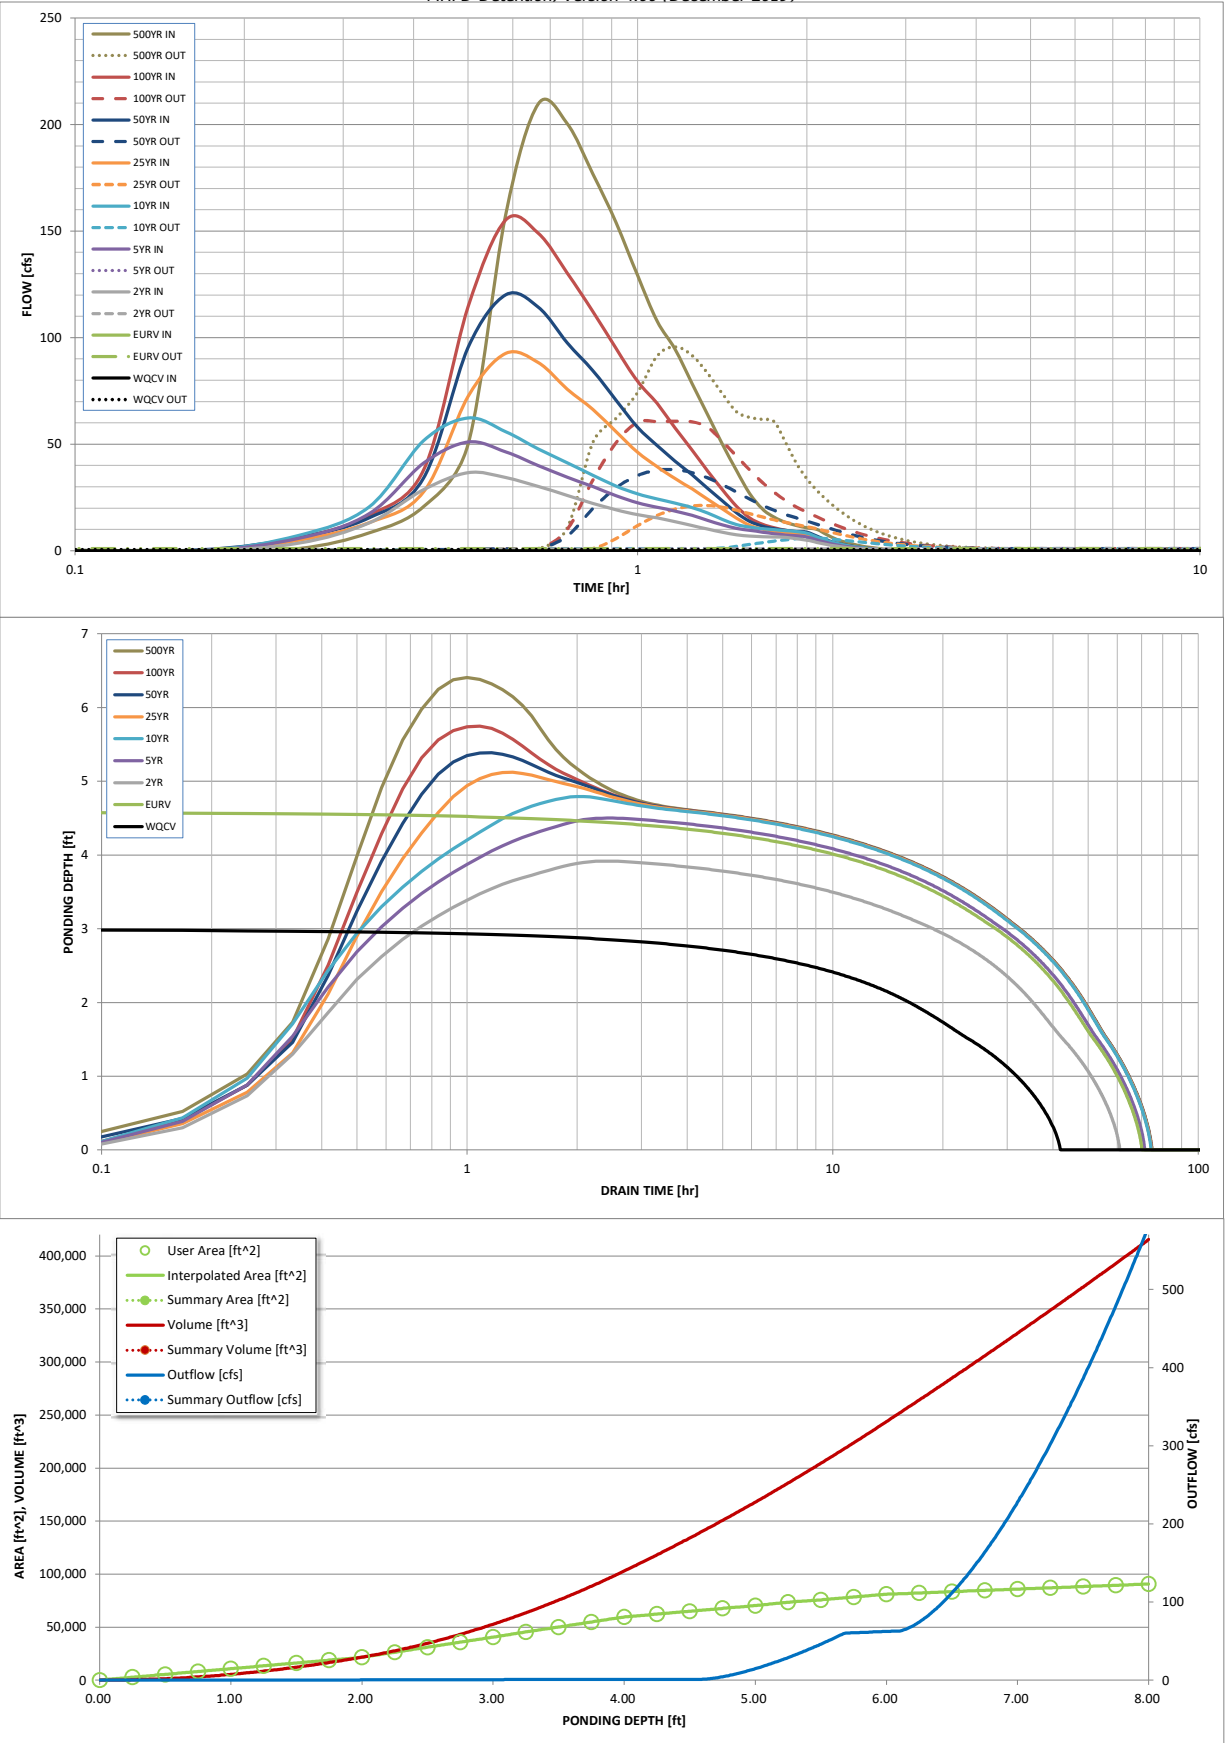 MHFD-Detention, Version 4.00 (December 2019)
250
200
150
100
50
0
FLOW [cfs]
500YR IN
500YR OUT
100YR IN
100YR OUT
50YR IN
50YR OUT
25YR IN
25YR OUT
10YR IN
10YR OUT
5YR IN
5YR OUT
2YR IN
2YR OUT
EURV IN
EURV OUT
WQCV IN
WQCV OUT
0.1 1 10
TIME [hr]
7
6
5
4
3
2
1
0
PONDING DEPTH [ft]
500YR
100YR
50YR
25YR
10YR
5YR
2YR
EURV
WQCV
0.1 1 10 100
DRAIN TIME [hr]
400,000
350,000
300,000
250,000
200,000
150,000
100,000
50,000
0
AREA [ft^2], VOLUME [ft^3]
User Area [ft^2]
Interpolated Area [ft^2]
Summary Area [ft^2]
Volume [ft^3]
Summary Volume [ft^3]
Outflow [cfs]
Summary Outflow [cfs]
500
400
300
200
100
0
OUTFLOW [cfs]
0.00 1.00 2.00 3.00 4.00 5.00 6.00 7.00 8.00
PONDING DEPTH [ft]